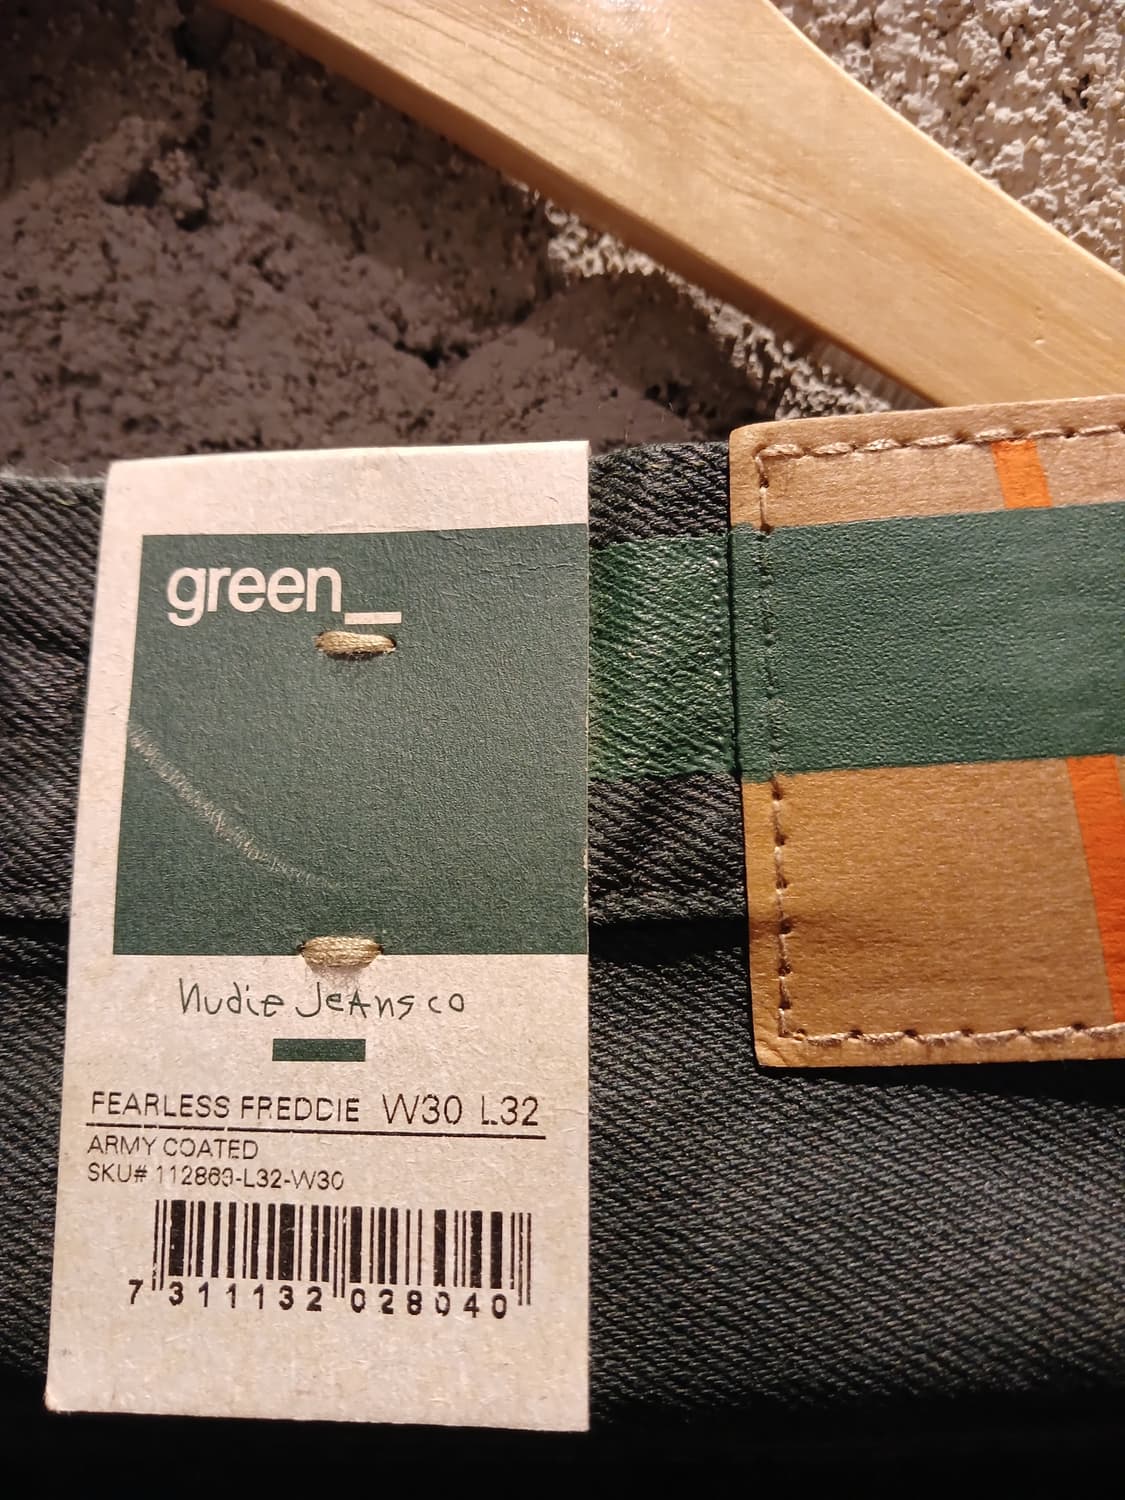 green_
Nudie Jeans co
FEARLESS FREDDIE W30 L32
ARMY COATED
SKU# 112869-L32-W30
7 311132 028040